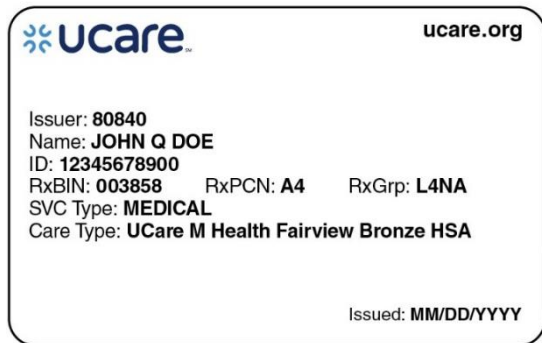 ucare℠ ucare.org
Issuer: 80840
Name: JOHN Q DOE
ID: 12345678900
RxBIN: 003858 RxPCN: A4 RxGrp: L4NA
SVC Type: MEDICAL
Care Type: UCare M Health Fairview Bronze HSA
Issued: MM/DD/YYYY